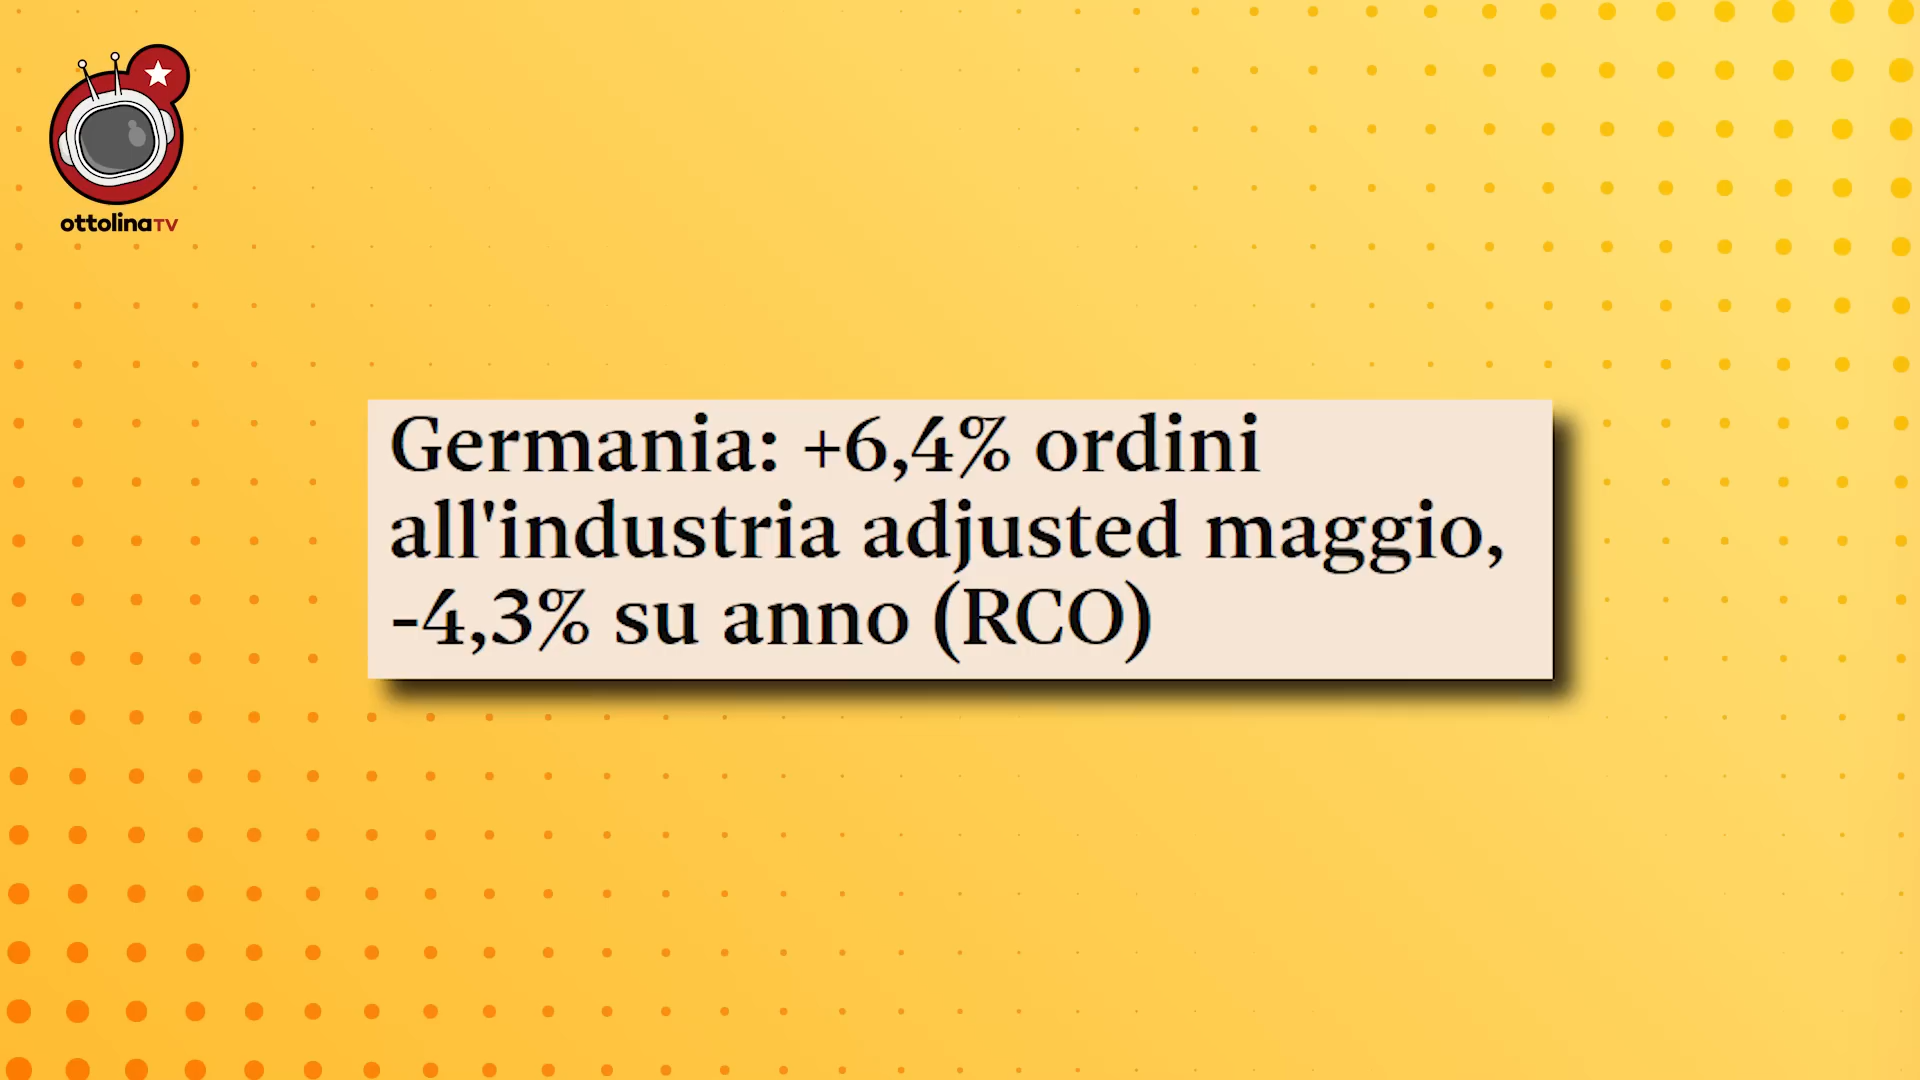 ottolinaTV
Germania: +6,4% ordini
all'industria adjusted maggio,
-4,3% su anno (RCO)